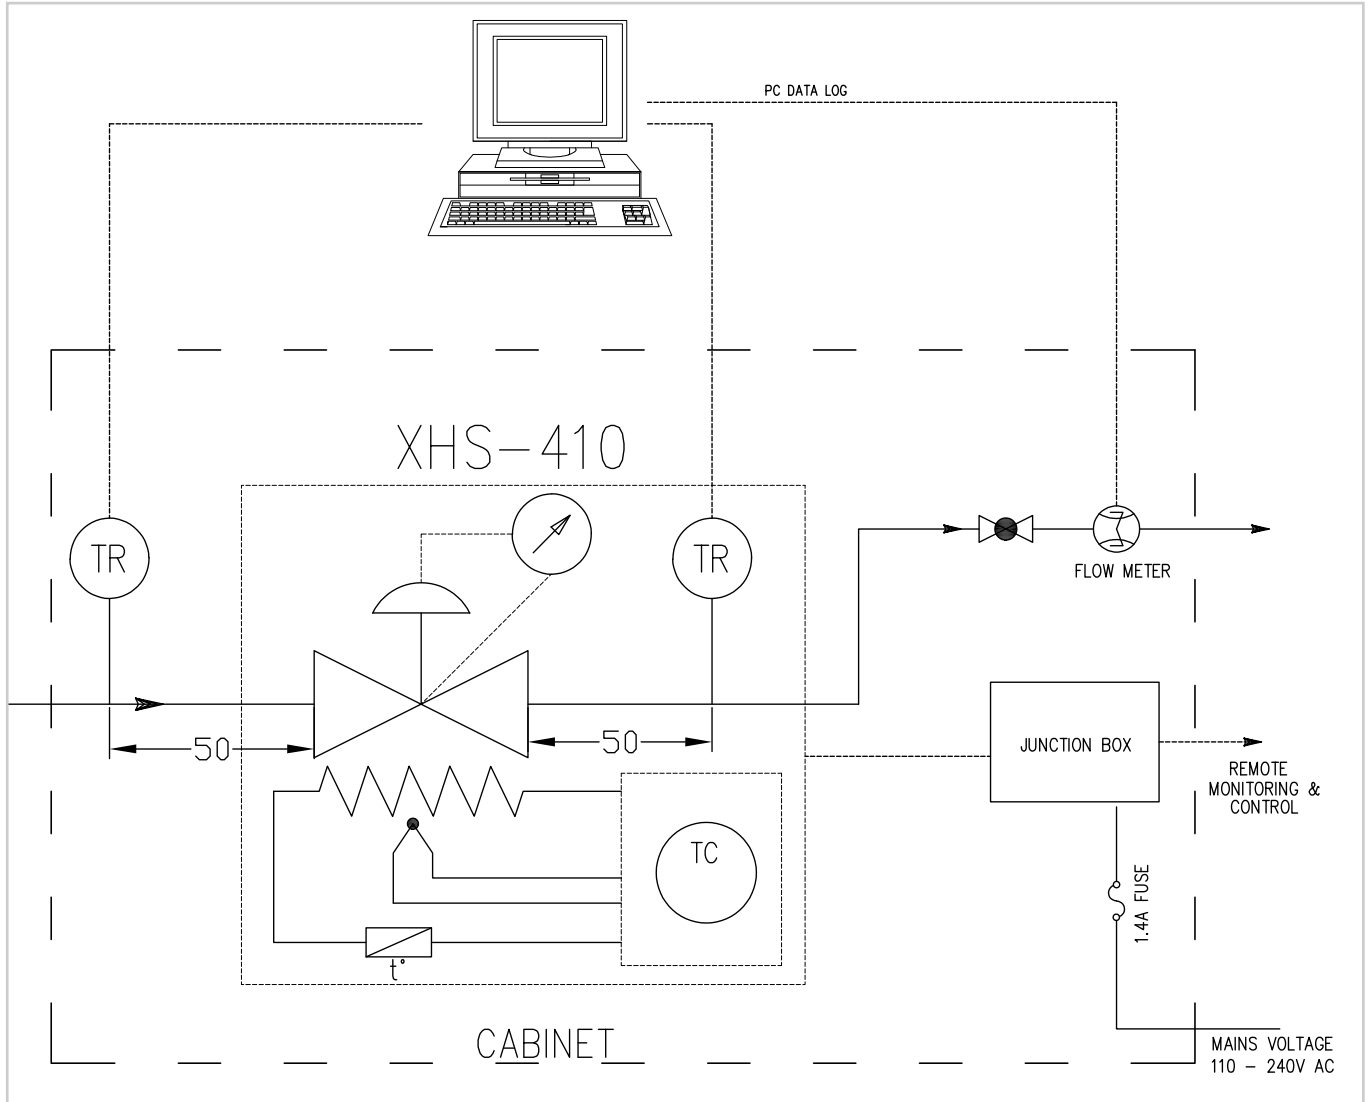 PC DATA LOG
XHS-410
TR
TR
FLOW METER
50
50
JUNCTION BOX
REMOTE
MONITORING &
CONTROL
TC
1.4A FUSE
t°
CABINET
MAINS VOLTAGE
110 - 240V AC